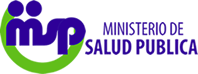 msp
MINISTERIO DE
SALUD PUBLICA